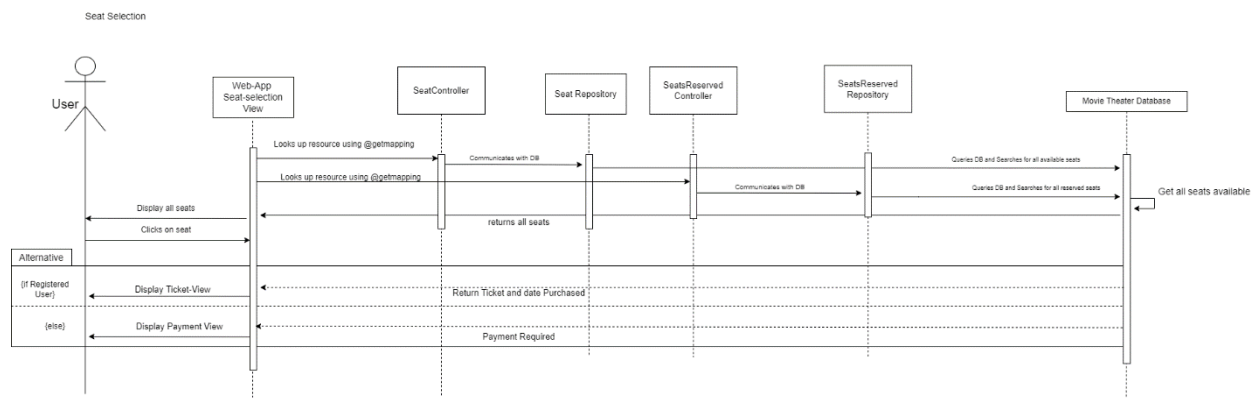 Seat Selection
User
Web-App
Seat-selection
View
SeatController
Seat Repository
SeatsReserved
Controller
SeatsReserved
Repository
Movie Theater Database
Looks up resource using @getmapping
Communicates with DB
Queries DB and Searches for all available seats
Looks up resource using @getmapping
Communicates with DB
Queries DB and Searches for all reserved seats
Get all seats available
Display all seats
returns all seats
Clicks on seat
Alternative
{if Registered
User}
Display Ticket-View
Return Ticket and date Purchased
{else}
Display Payment View
Payment Required